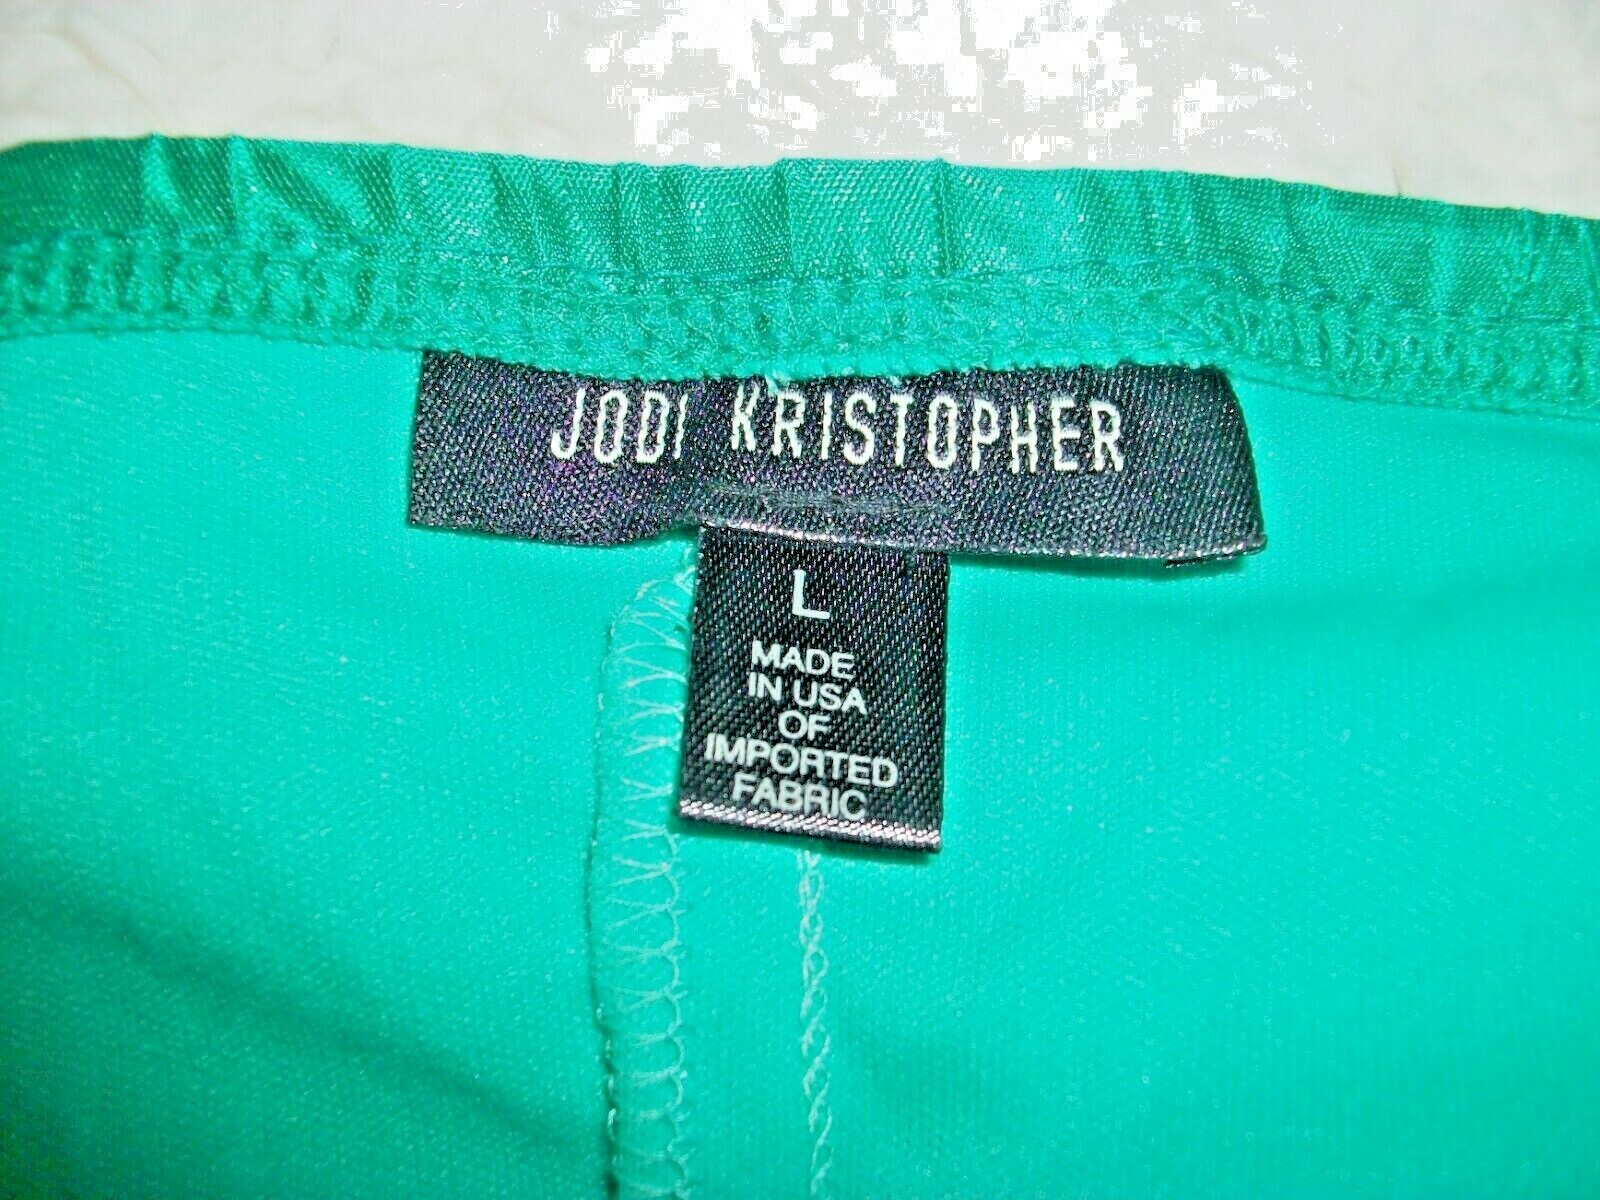 JODI KRISTOPHER
L
MADE
IN USA
OF
IMPORTED
FABRIC